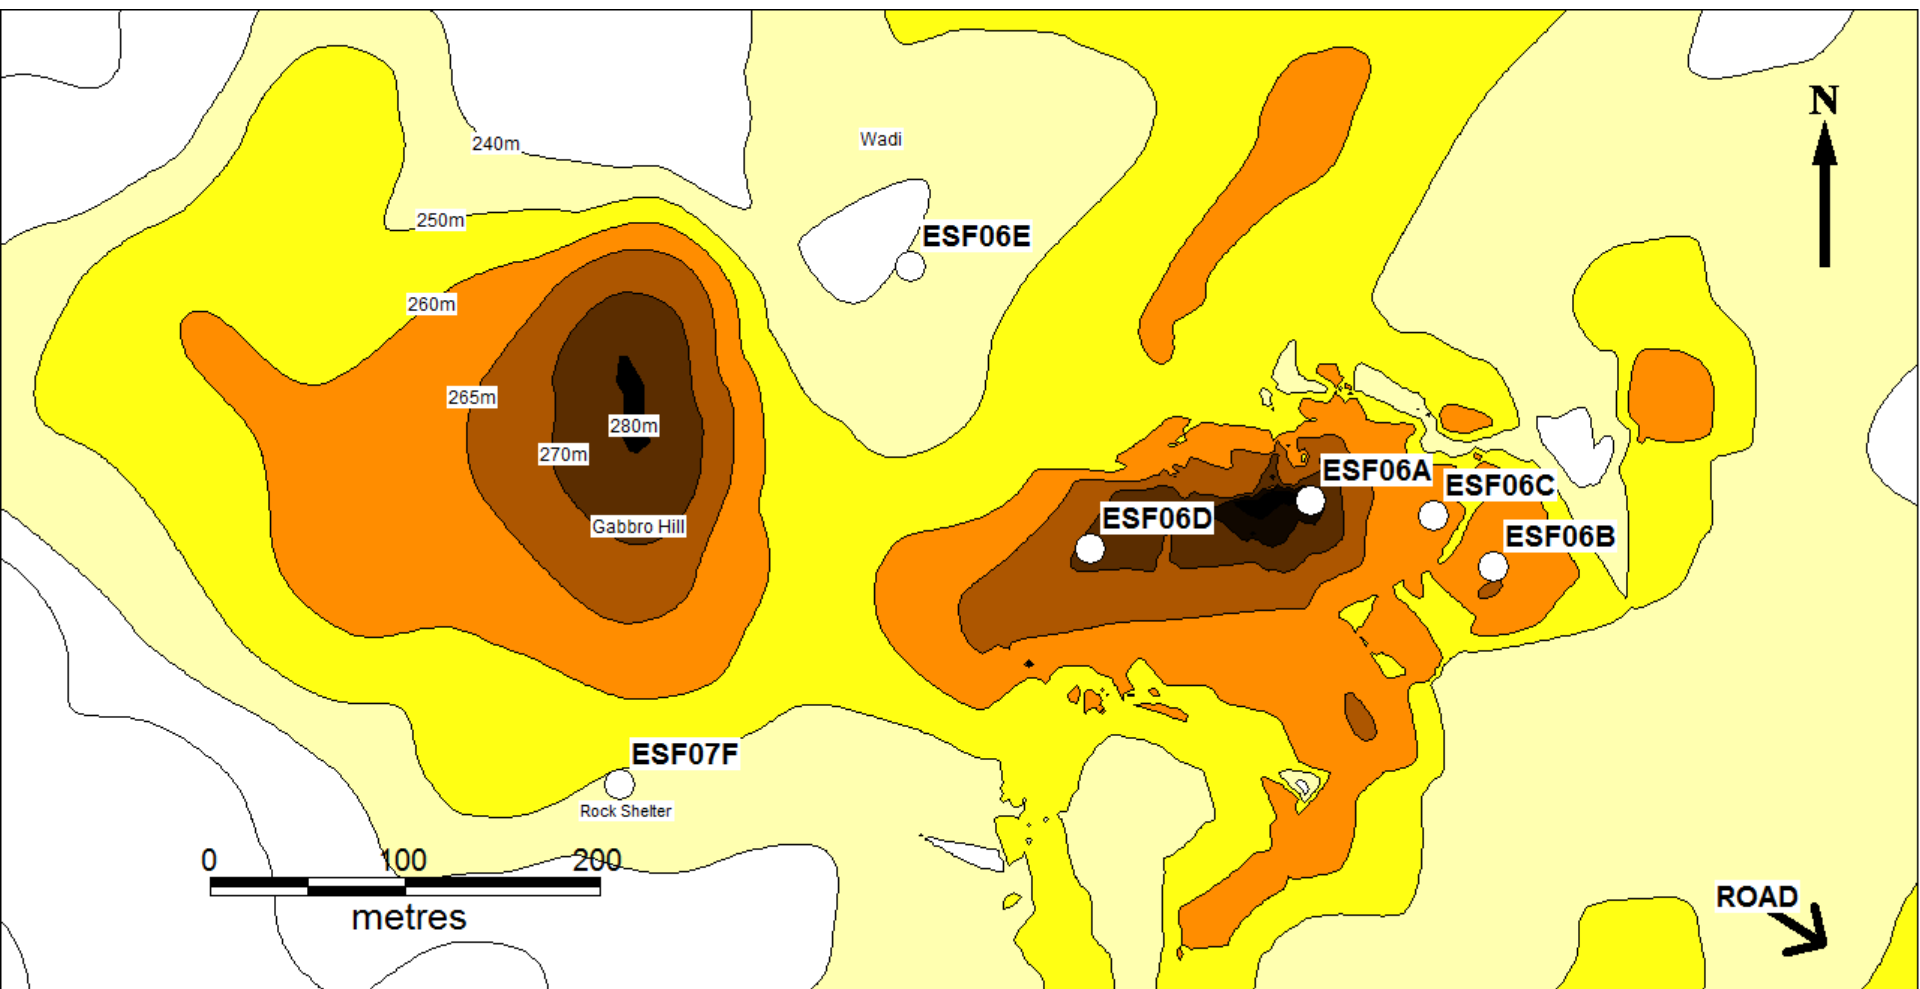 N
240m
Wadi
250m
ESF06E
260m
265m
280m
270m
ESF06A
ESF06C
ESF06D
Gabbro Hill
ESF06B
ESF07F
Rock Shelter
0 100 200
metres
ROAD